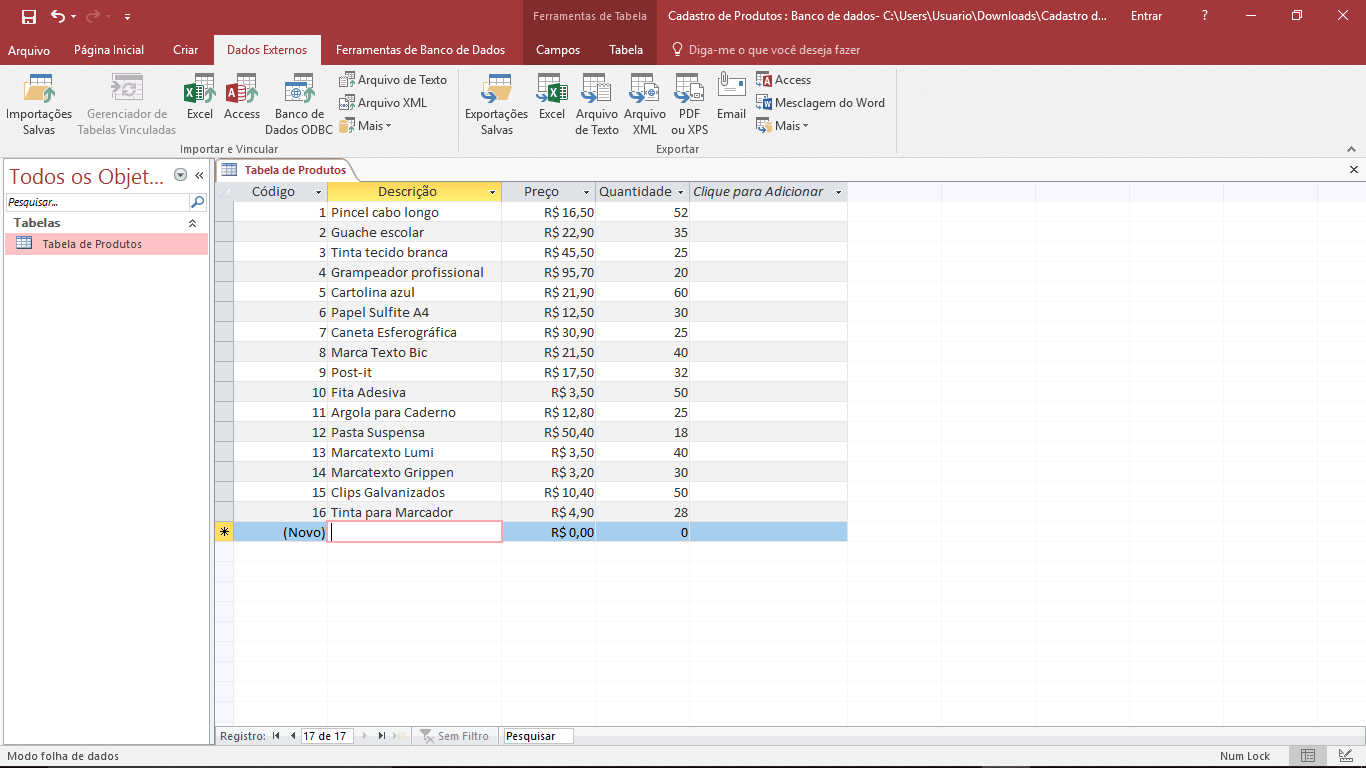 Ferramentas de Tabela
Cadastro de Produtos : Banco de dados- C:\Users\Usuario\Downloads\Cadastro d...
Entrar
?
Arquivo
Página Inicial
Criar
Dados Externos
Ferramentas de Banco de Dados
Campos
Tabela
Diga-me o que você deseja fazer
Importações
Salvas
Gerenciador de
Tabelas Vinculadas
Excel
Access
Banco de
Dados ODBC
Arquivo de Texto
Arquivo XML
Mais
Importar e Vincular
Exportações
Salvas
Excel
Arquivo
de Texto
Arquivo
XML
PDF
ou XPS
Email
Access
Mesclagem do Word
Mais
Exportar
Todos os Objet...
Pesquisar...
Tabelas
Tabela de Produtos
Tabela de Produtos
Código Descrição Preço Quantidade Clique para Adicionar
1 Pincel cabo longo R$ 16,50 52
2 Guache escolar R$ 22,90 35
3 Tinta tecido branca R$ 45,50 25
4 Grampeador profissional R$ 95,70 20
5 Cartolina azul R$ 21,90 60
6 Papel Sulfite A4 R$ 12,50 30
7 Caneta Esferográfica R$ 30,90 25
8 Marca Texto Bic R$ 21,50 40
9 Post-it R$ 17,50 32
10 Fita Adesiva R$ 3,50 50
11 Argola para Caderno R$ 12,80 25
12 Pasta Suspensa R$ 50,40 18
13 Marcatexto Lumi R$ 3,50 40
14 Marcatexto Grippen R$ 3,20 30
15 Clips Galvanizados R$ 10,40 50
16 Tinta para Marcador R$ 4,90 28
(Novo) R$ 0,00 0
Registro: 17 de 17 Sem Filtro Pesquisar
Modo folha de dados
Num Lock